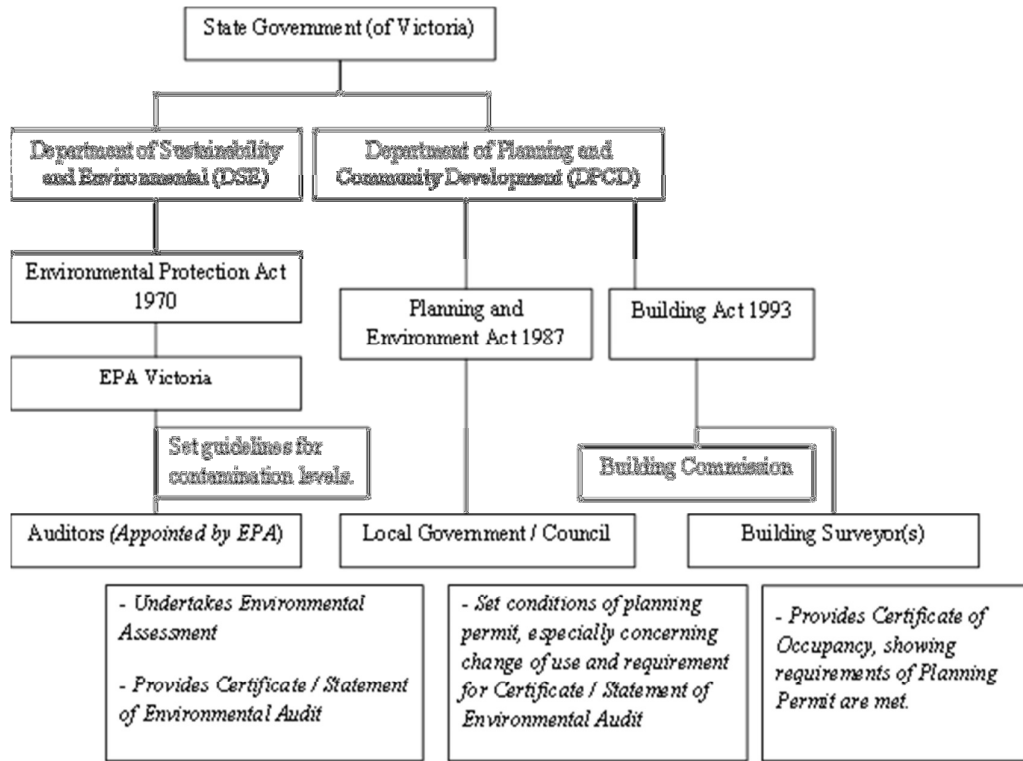 State Government (of Victoria)
Department of Sustainability
and Environmental (DSE)
Department of Planning and
Community Development (DPCD)
Environmental Protection Act
1970
Planning and
Environment Act 1987
Building Act 1993
EPA Victoria
Set guidelines for
contamination levels.
Building Commission
Auditors (Appointed by EPA)
Local Government / Council
Building Surveyor(s)
- Undertakes Environmental
Assessment
- Provides Certificate / Statement
of Environmental Audit
- Set conditions of planning
permit, especially concerning
change of use and requirement
for Certificate / Statement of
Environmental Audit
- Provides Certificate of
Occupancy, showing
requirements of Planning
Permit are met.